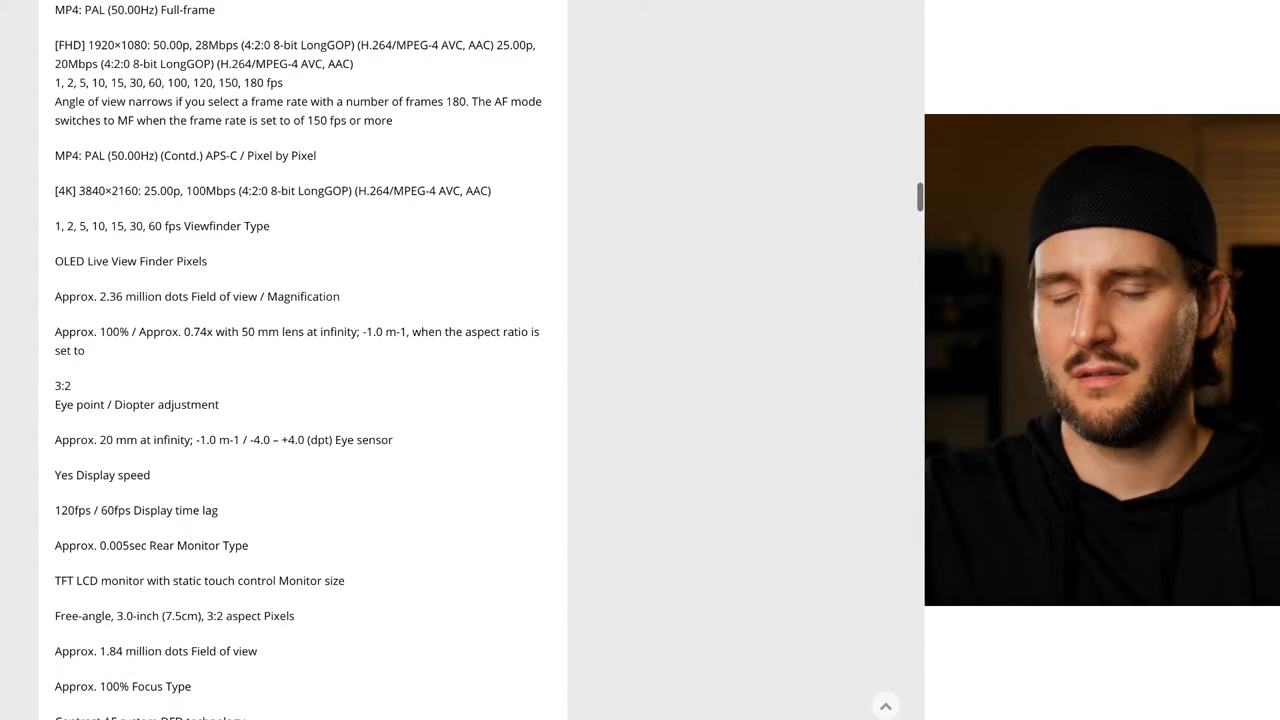 MP4: PAL (50.00Hz) Full-frame
[FHD] 1920×1080: 50.00p, 28Mbps (4:2:0 8-bit LongGOP) (H.264/MPEG-4 AVC, AAC) 25.00p,
20Mbps (4:2:0 8-bit LongGOP) (H.264/MPEG-4 AVC, AAC)
1, 2, 5, 10, 15, 30, 60, 100, 120, 150, 180 fps
Angle of view narrows if you select a frame rate with a number of frames 180. The AF mode
switches to MF when the frame rate is set to of 150 fps or more
MP4: PAL (50.00Hz) (Contd.) APS-C / Pixel by Pixel
[4K] 3840×2160: 25.00p, 100Mbps (4:2:0 8-bit LongGOP) (H.264/MPEG-4 AVC, AAC)
1, 2, 5, 10, 15, 30, 60 fps Viewfinder Type
OLED Live View Finder Pixels
Approx. 2.36 million dots Field of view / Magnification
Approx. 100% / Approx. 0.74x with 50 mm lens at infinity; -1.0 m-1, when the aspect ratio is
set to
3:2
Eye point / Diopter adjustment
Approx. 20 mm at infinity; -1.0 m-1 / -4.0 – +4.0 (dpt) Eye sensor
Yes Display speed
120fps / 60fps Display time lag
Approx. 0.005sec Rear Monitor Type
TFT LCD monitor with static touch control Monitor size
Free-angle, 3.0-inch (7.5cm), 3:2 aspect Pixels
Approx. 1.84 million dots Field of view
Approx. 100% Focus Type
Contrast AF system DFD technology